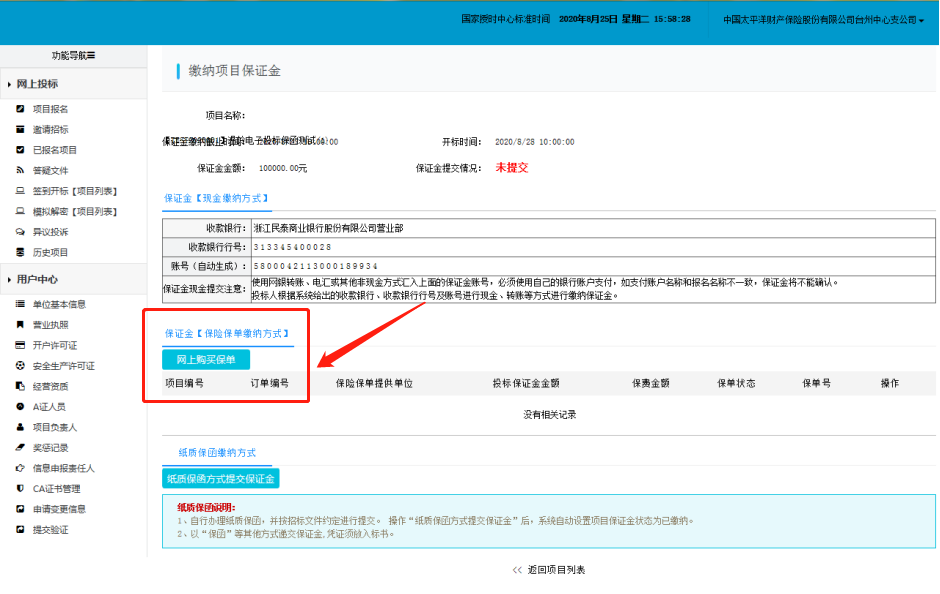 国家授时中心标准时间 2020年8月25日 星期二 15:58:28 中国太平洋财产保险股份有限公司台州中心支公司
功能导航
缴纳项目保证金
网上投标
项目报名
邀请招标
已报名项目
答疑文件
签到开标【项目列表】
模拟解密【项目列表】
异议投诉
历史项目
用户中心
单位基本信息
营业执照
开户许可证
安全生产许可证
经营资质
A证人员
项目负责人
奖惩记录
信息申报责任人
CA证书管理
申请变更信息
提交验证
项目名称:
开标时间: 2020/8/28 10:00:00
保证金金额: 100000.00元 保证金提交情况: 未提交
保证金【现金缴纳方式】
收款银行: 浙江民泰商业银行股份有限公司营业部
收款银行行号: 313345400028
账号（自动生成）: 5800042113000189934
保证金现金提交注意: 使用网银转账、电汇或其他非现金方式汇入上面的保证金账号，必须使用自己的银行账户支付，如支付账户名称和报名名称不一致，保证金将不能确认。
投标人根据系统给出的收款银行、收款银行行号及账号进行现金、转账等方式进行缴纳保证金。
保证金【保险保单缴纳方式】
网上购买保单
项目编号 订单编号 保险保单提供单位 投标保证金金额 保费金额 保单状态 保单号 操作
没有相关记录
纸质保函缴纳方式
纸质保函方式提交保证金
纸质保函说明:
1、自行办理纸质保函，并按招标文件约定进行提交。 操作“纸质保函方式提交保证金”后，系统自动设置项目保证金状态为已缴纳。
2、以“保函”等其他方式递交保证金,凭证须放入标书。
<< 返回项目列表